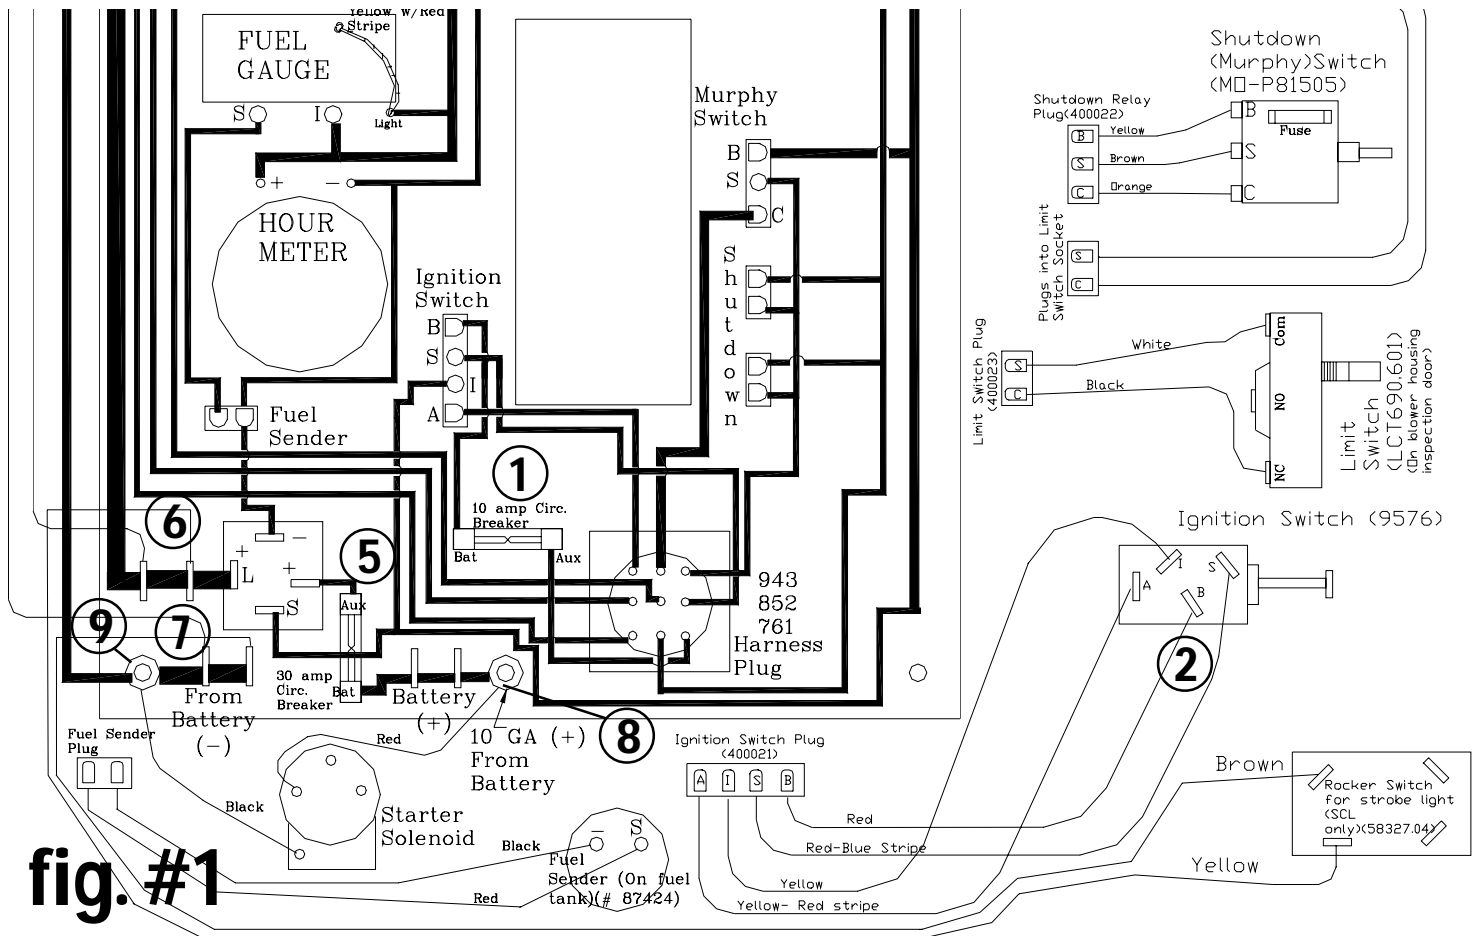 Yellow w/Red
Stripe
FUEL
GAUGE
S
I
Light
+
−
HOUR
METER
Ignition
Switch
B
S
I
A
Fuel
Sender
Murphy
Switch
B
S
C
Shutdown
1
10 amp Circ.
Breaker
Bat
Aux
943
852
761
Harness
Plug
6
5
+
−
L
+
S
Aux
30 amp
Circ.
Breaker
Bat
9
7
From
Battery
(-)
Battery
(+)
8
10 GA (+)
From
Battery
Fuel Sender
Plug
Red
Black
Starter
Solenoid
Black
Red
−
S
Fuel
Sender (On fuel
tank)(# 87424)
fig. #1
Shutdown
(Murphy)Switch
(MO-P81505)
Shutdown Relay
Plug(400022)
B
Yellow
B
Fuse
S
Brown
S
C
Orange
C
Plugs into Limit
Switch Socket
S
C
Limit Switch Plug
(400023)
S
White
C
Black
Com
NO
NC
Limit
Switch
(LCT690.601)
(On blower housing
inspection door)
Ignition Switch (9576)
I
S
A
B
2
Ignition Switch Plug
(400021)
A
I
S
B
Red
Red-Blue Stripe
Yellow
Yellow- Red stripe
Brown
Rocker Switch
for strobe light
(SCL
only)(58327.04)
Yellow